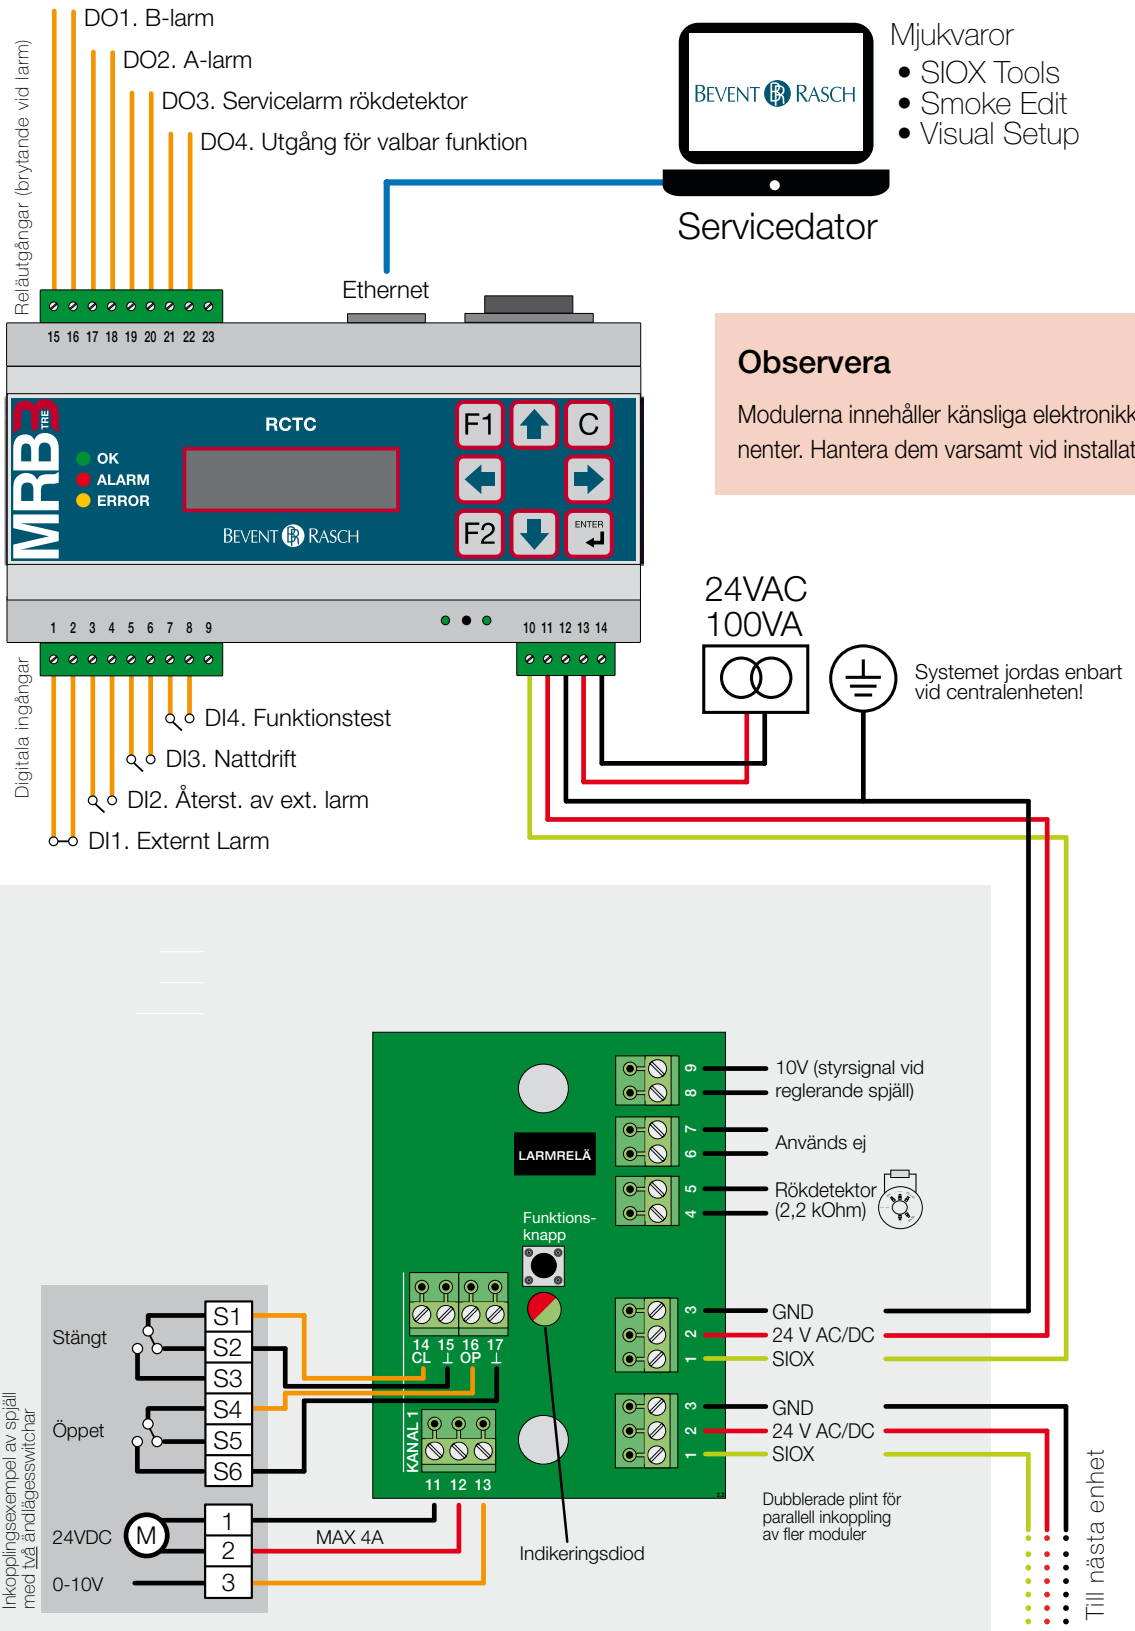 DO1. B-larm
DO2. A-larm
DO3. Servicelarm rökdetektor
DO4. Utgång för valbar funktion
Reläutgångar (brytande vid larm)
BEVENT BR RASCH
Mjukvaror
• SIOX Tools
• Smoke Edit
• Visual Setup
Servicedator
Ethernet
15 16 17 18 19 20 21 22 23
Observera
Modulerna innehåller känsliga elektronikk
nenter. Hantera dem varsamt vid installat
MRB3
TRE
RCTC
OK
ALARM
ERROR
BEVENT BR RASCH
F1
C
F2
ENTER
1 2 3 4 5 6 7 8 9
10 11 12 13 14
24VAC
100VA
Systemet jordas enbart
vid centralenheten!
Digitala ingångar
DI4. Funktionstest
DI3. Nattdrift
DI2. Återst. av ext. larm
DI1. Externt Larm
LARMRELÄ
Funktions-
knapp
9
8
10V (styrsignal vid
reglerande spjäll)
7
6
Används ej
5
4
Rökdetektor
(2,2 kOhm)
3
2
1
GND
24 V AC/DC
SIOX
3
2
1
GND
24 V AC/DC
SIOX
Dubblerade plint för
parallell inkoppling
av fler moduler
Till nästa enhet
14 15 16 17
CL ⊥ OP ⊥
KANAL 1
11 12 13
Indikeringsdiod
MAX 4A
Inkopplingsexempel av spjäll
med två ändlägesswitchar
Stängt
S1
S2
S3
Öppet
S4
S5
S6
24VDC
M
1
2
0-10V
3